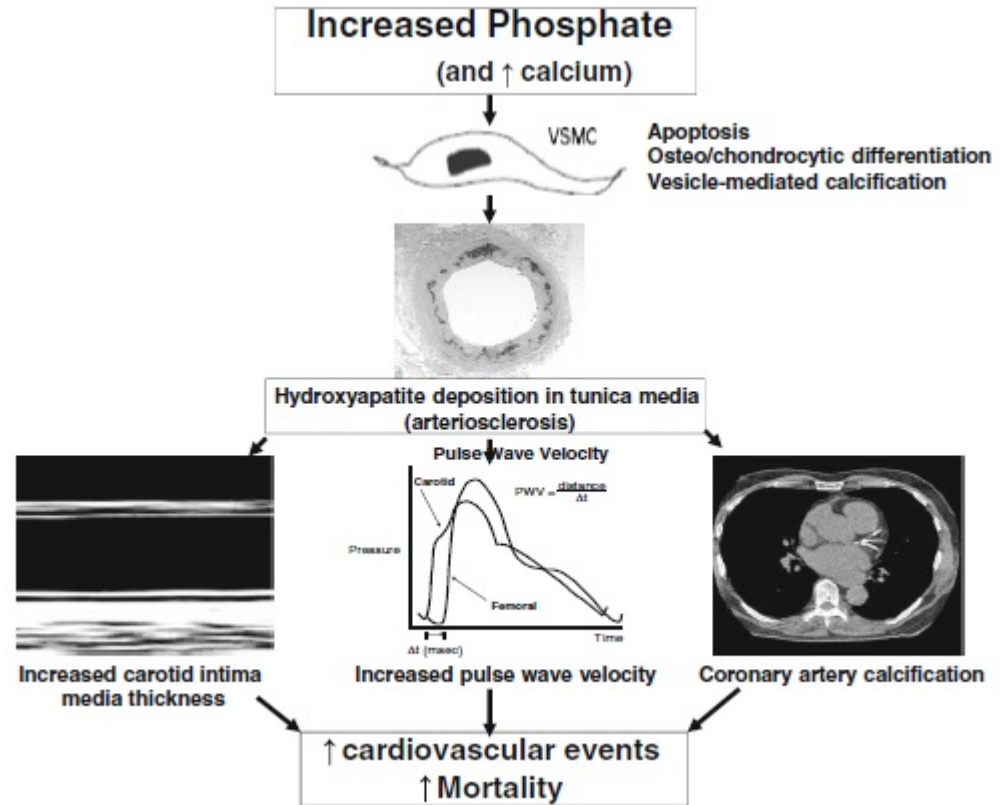 Increased Phosphate
(and ↑ calcium)
VSMC
Apoptosis
Osteo/chondrocytic differentiation
Vesicle-mediated calcification
Hydroxyapatite deposition in tunica media
(arteriosclerosis)
Pulse Wave Velocity
Carotid
PWV = distance
Δt
Pressure
Femoral
Time
Δt (msec)
Increased carotid intima
media thickness
Increased pulse wave velocity
Coronary artery calcification
↑ cardiovascular events
↑ Mortality